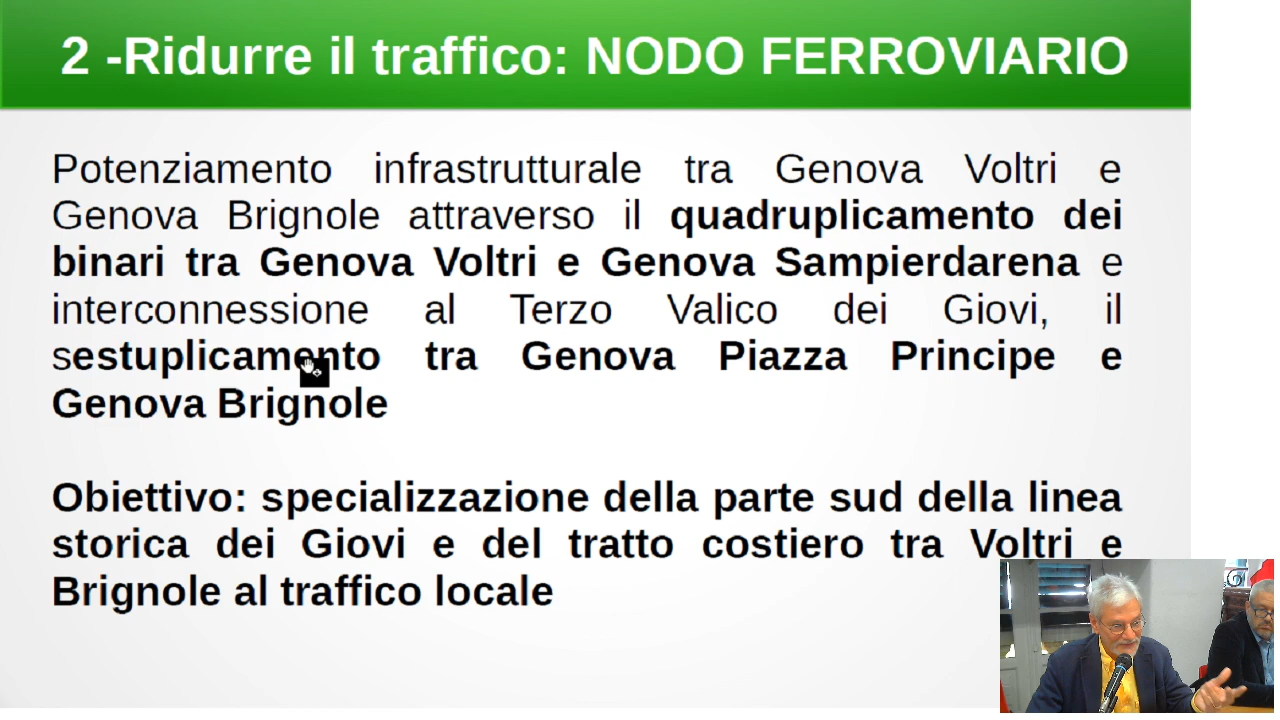 2 -Ridurre il traffico: NODO FERROVIARIO
Potenziamento infrastrutturale tra Genova Voltri e
Genova Brignole attraverso il quadruplicamento dei
binari tra Genova Voltri e Genova Sampierdarena e
interconnessione al Terzo Valico dei Giovi, il
sestuplicamento tra Genova Piazza Principe e
Genova Brignole
Obiettivo: specializzazione della parte sud della linea
storica dei Giovi e del tratto costiero tra Voltri e
Brignole al traffico locale